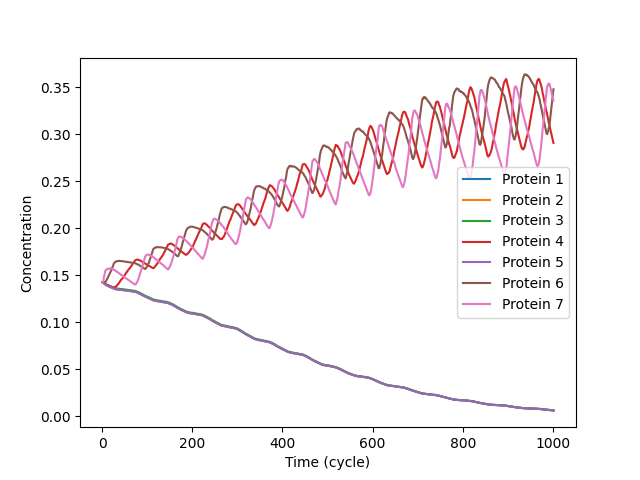 0.35
0.30
0.25
0.20
0.15
0.10
0.05
0.00
Concentration
0
200
400
600
800
1000
Time (cycle)
Protein 1
Protein 2
Protein 3
Protein 4
Protein 5
Protein 6
Protein 7